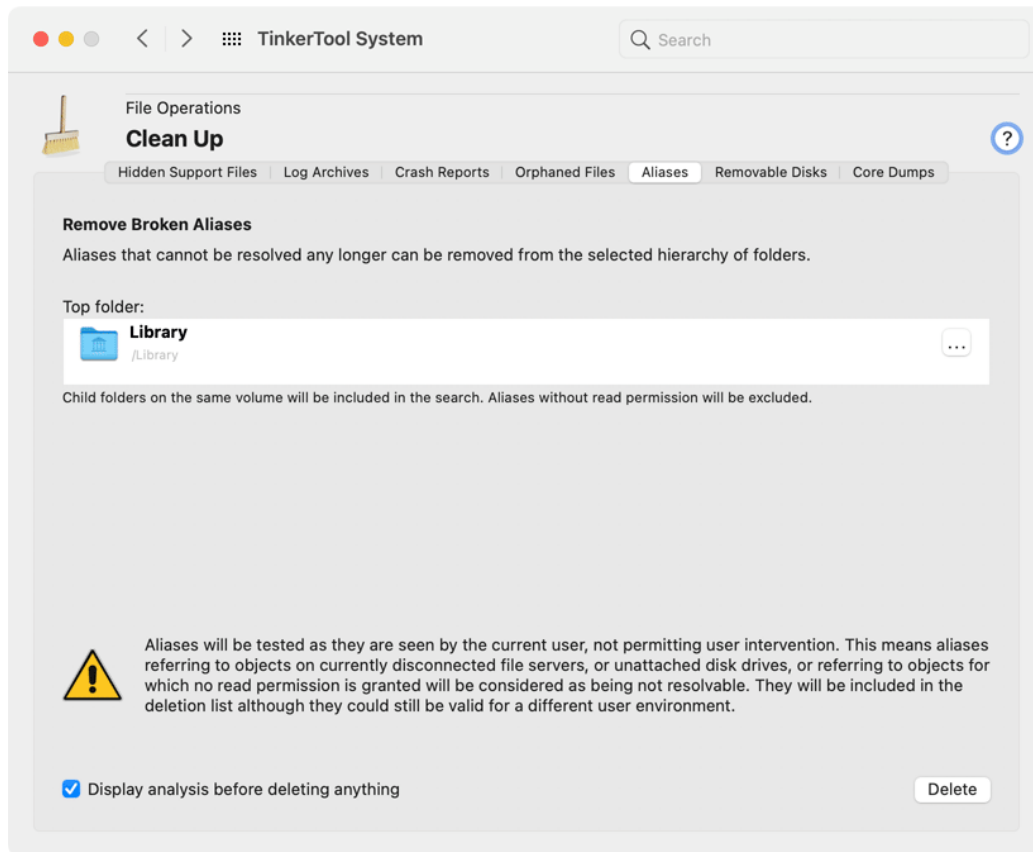 TinkerTool System
Search
File Operations
Clean Up
?
Hidden Support Files Log Archives Crash Reports Orphaned Files Aliases Removable Disks Core Dumps
Remove Broken Aliases
Aliases that cannot be resolved any longer can be removed from the selected hierarchy of folders.
Top folder:
Library
/Library
...
Child folders on the same volume will be included in the search. Aliases without read permission will be excluded.
Aliases will be tested as they are seen by the current user, not permitting user intervention. This means aliases
referring to objects on currently disconnected file servers, or unattached disk drives, or referring to objects for
which no read permission is granted will be considered as being not resolvable. They will be included in the
deletion list although they could still be valid for a different user environment.
Display analysis before deleting anything
Delete